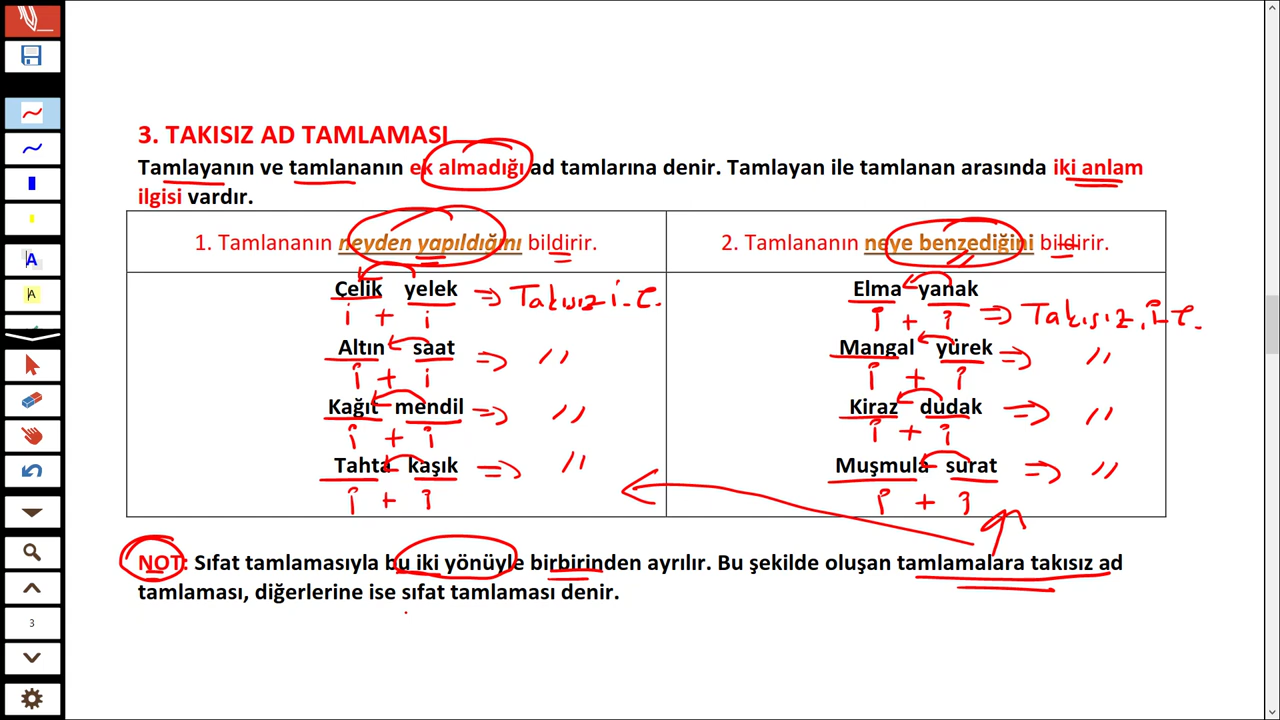 3. TAKISIZ AD TAMLAMASI
Tamlayanın ve tamlananın ek almadığı ad tamlarına denir. Tamlayan ile tamlanan arasında iki anlam
ilgisi vardır.
1. Tamlananın neyden yapıldığını bildirir.
2. Tamlananın neye benzediğini bildirir.
Çelik yelek => Takısız i.t.
i + i
Altın saat => "
i + i
Kağıt mendil => "
i + i
Tahta kaşık => "
i + i
Elma yanak
i + i => Takısız i.t.
Mangal yürek => "
i + i
Kiraz dudak => "
i + i
Muşmula surat => "
i + i
NOT: Sıfat tamlamasıyla bu iki yönüyle birbirinden ayrılır. Bu şekilde oluşan tamlamalara takısız ad
tamlaması, diğerlerine ise sıfat tamlaması denir.
A
A
3